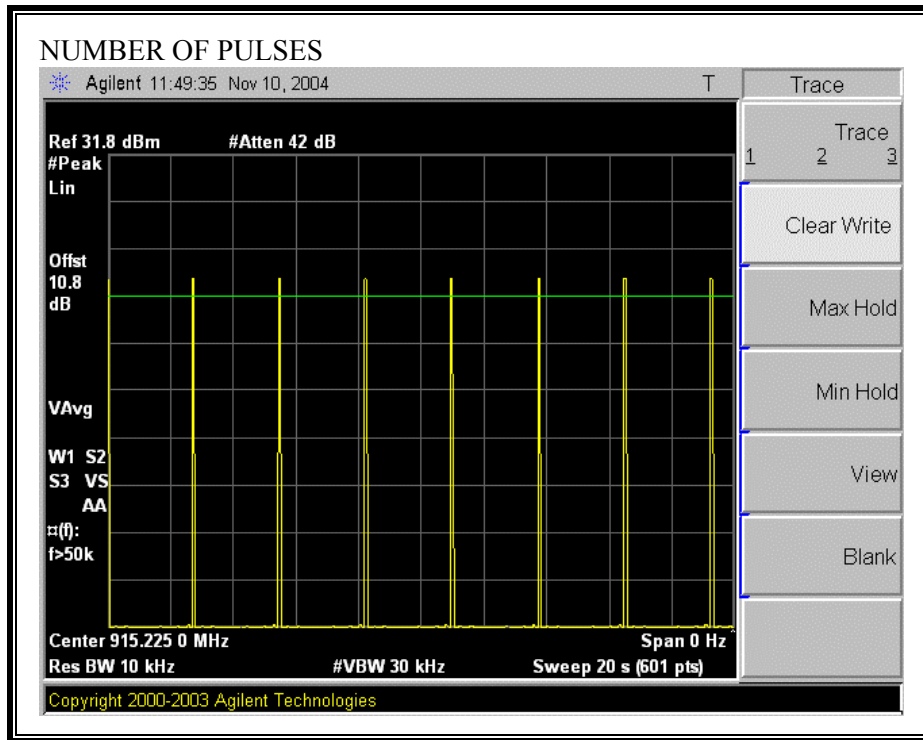 NUMBER OF PULSES
Agilent 11:49:35 Nov 10, 2004 T
Trace
Ref 31.8 dBm #Atten 42 dB
#Peak
Lin
Offst
10.8
dB
VAvg
W1 S2
S3 VS
AA
¤(f):
f>50k
Center 915.225 0 MHz Span 0 Hz^
Res BW 10 kHz #VBW 30 kHz Sweep 20 s (601 pts)
Copyright 2000-2003 Agilent Technologies
Trace
1 2 3
Clear Write
Max Hold
Min Hold
View
Blank